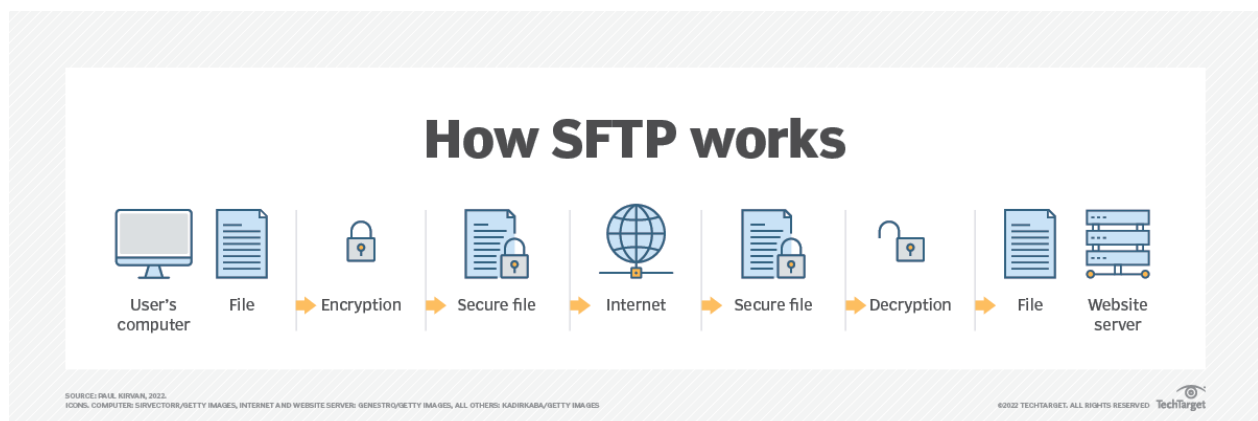 How SFTP works
User's
computer
File
Encryption
Secure file
Internet
Secure file
Decryption
File
Website
server
SOURCE: PAUL KIRVAN, 2022.
ICONS. COMPUTER: SIRVECTORR/GETTY IMAGES, INTERNET AND WEBSITE SERVER: GENESTRO/GETTY IMAGES, ALL OTHERS: KADIRKABA/GETTY IMAGES
©2022 TECHTARGET. ALL RIGHTS RESERVED TechTarget